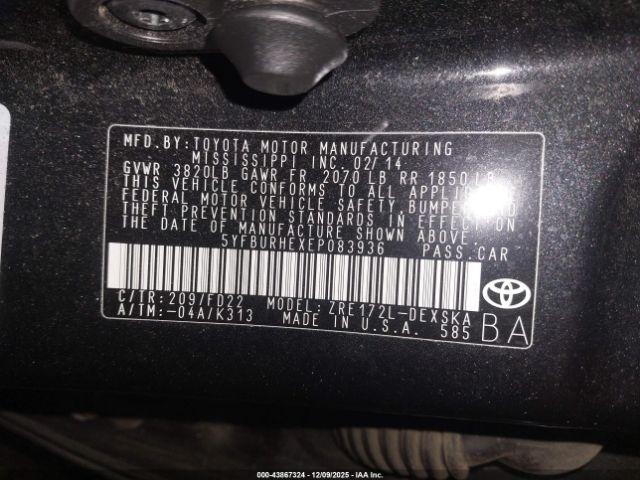 MFD.BY:TOYOTA MOTOR MANUFACTURING
MISSISSIPPI INC. 02/14
GVWR 3820LB GAWR FR 2070 LB RR 1850 LB
THIS VEHICLE CONFORMS TO ALL
FEDERAL MOTOR VEHICLE SAFETY, BUMPER
THEFT PREVENTION STANDARDS IN EFFECT ON
THE DATE OF MANUFACTURE SHOWN ABOVE.
5YFBURHEXEP083936 PASS.CAR
C/TR:209/FD22 MODEL:ZRE172L-DEXSKA
A/TM:-04A/K313 MADE IN U.S.A. 585
BA
000-43867324 | 12/09/2025 - IAA Inc.